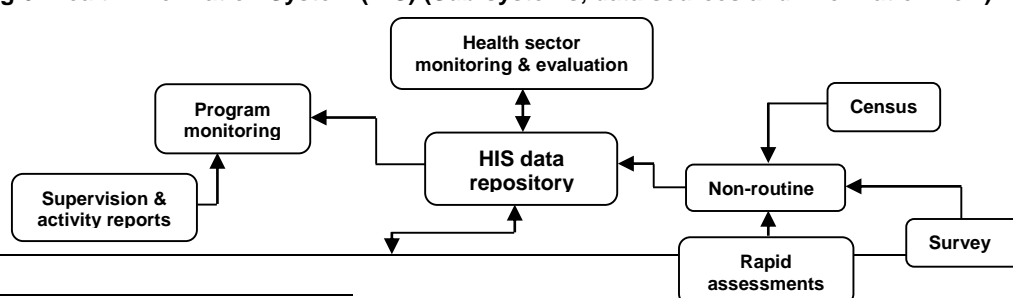 Health sector
monitoring & evaluation
Census
Program
monitoring
HIS data
repository
Non-routine
Supervision &
activity reports
Survey
Rapid
assessments